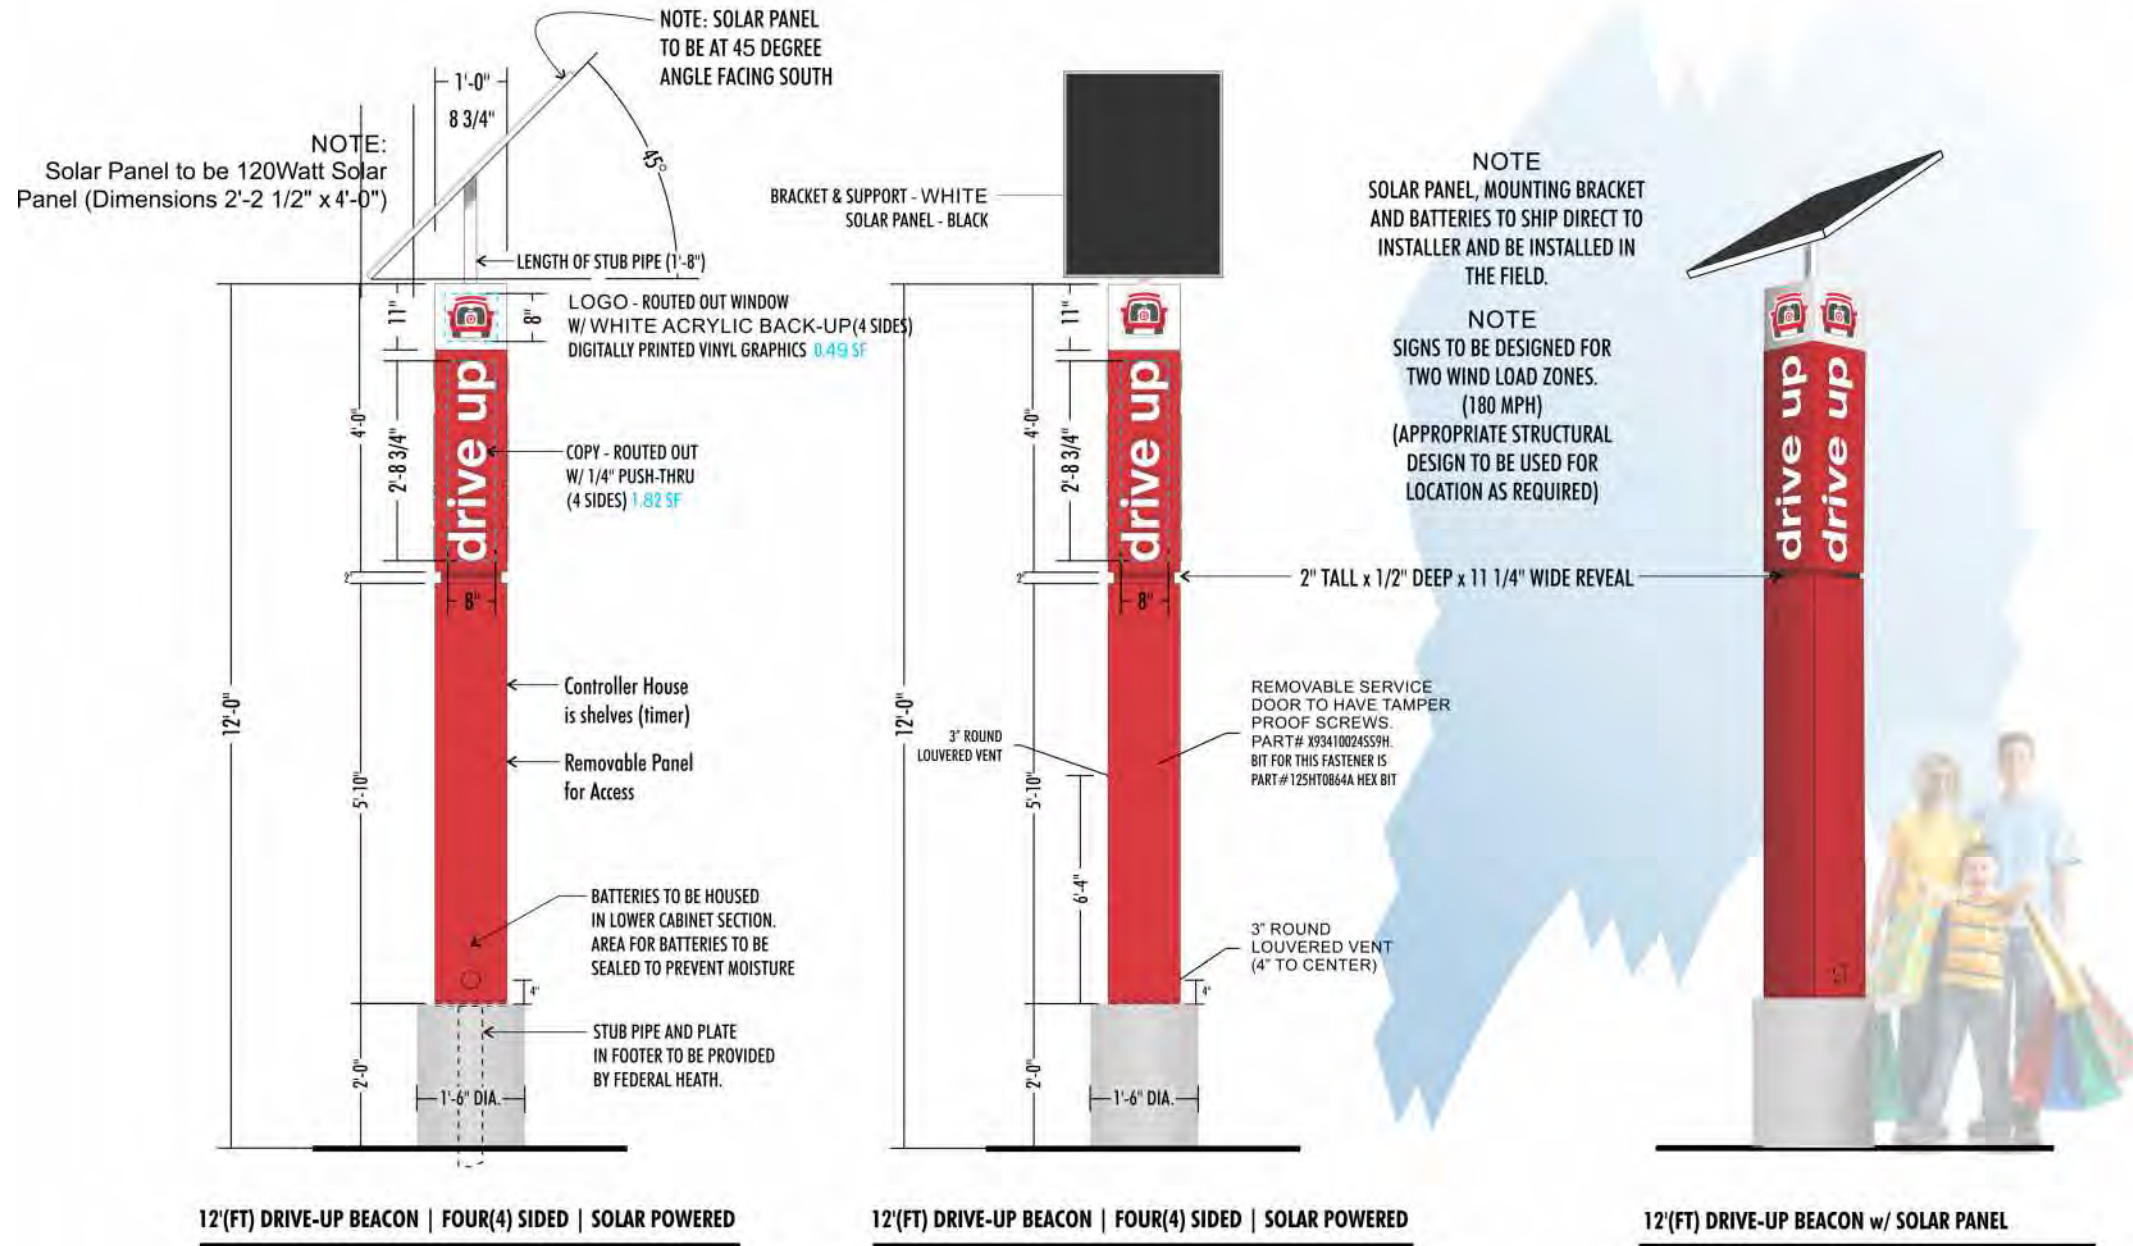 NOTE: SOLAR PANEL
TO BE AT 45 DEGREE
ANGLE FACING SOUTH
1'-0"
8 3/4"
45°
NOTE:
Solar Panel to be 120Watt Solar
Panel (Dimensions 2'-2 1/2" x 4'-0")
LENGTH OF STUB PIPE (1'-8")
11"
8"
LOGO - ROUTED OUT WINDOW
W/ WHITE ACRYLIC BACK-UP(4 SIDES)
DIGITALLY PRINTED VINYL GRAPHICS 0.49 SF
drive up
4'-0"
2'-8 3/4"
COPY - ROUTED OUT
W/ 1/4" PUSH-THRU
(4 SIDES) 1.82 SF
2"
8"
12'-0"
Controller House
is shelves (timer)
Removable Panel
for Access
5'-10"
BATTERIES TO BE HOUSED
IN LOWER CABINET SECTION.
AREA FOR BATTERIES TO BE
SEALED TO PREVENT MOISTURE
4"
STUB PIPE AND PLATE
IN FOOTER TO BE PROVIDED
BY FEDERAL HEATH.
2'-0"
1'-6" DIA.
12'(FT) DRIVE-UP BEACON | FOUR(4) SIDED | SOLAR POWERED
BRACKET & SUPPORT - WHITE
SOLAR PANEL - BLACK
11"
drive up
4'-0"
2'-8 3/4"
2"
8"
2" TALL x 1/2" DEEP x 11 1/4" WIDE REVEAL
12'-0"
3" ROUND
LOUVERED VENT
REMOVABLE SERVICE
DOOR TO HAVE TAMPER
PROOF SCREWS.
PART# X93410024SS9H.
BIT FOR THIS FASTENER IS
PART#125HT0B64A HEX BIT
5'-10"
6'-4"
3" ROUND
LOUVERED VENT
(4" TO CENTER)
4"
2'-0"
1'-6" DIA.
12'(FT) DRIVE-UP BEACON | FOUR(4) SIDED | SOLAR POWERED
NOTE
SOLAR PANEL, MOUNTING BRACKET
AND BATTERIES TO SHIP DIRECT TO
INSTALLER AND BE INSTALLED IN
THE FIELD.
NOTE
SIGNS TO BE DESIGNED FOR
TWO WIND LOAD ZONES.
(180 MPH)
(APPROPRIATE STRUCTURAL
DESIGN TO BE USED FOR
LOCATION AS REQUIRED)
drive up
drive up
12'(FT) DRIVE-UP BEACON w/ SOLAR PANEL